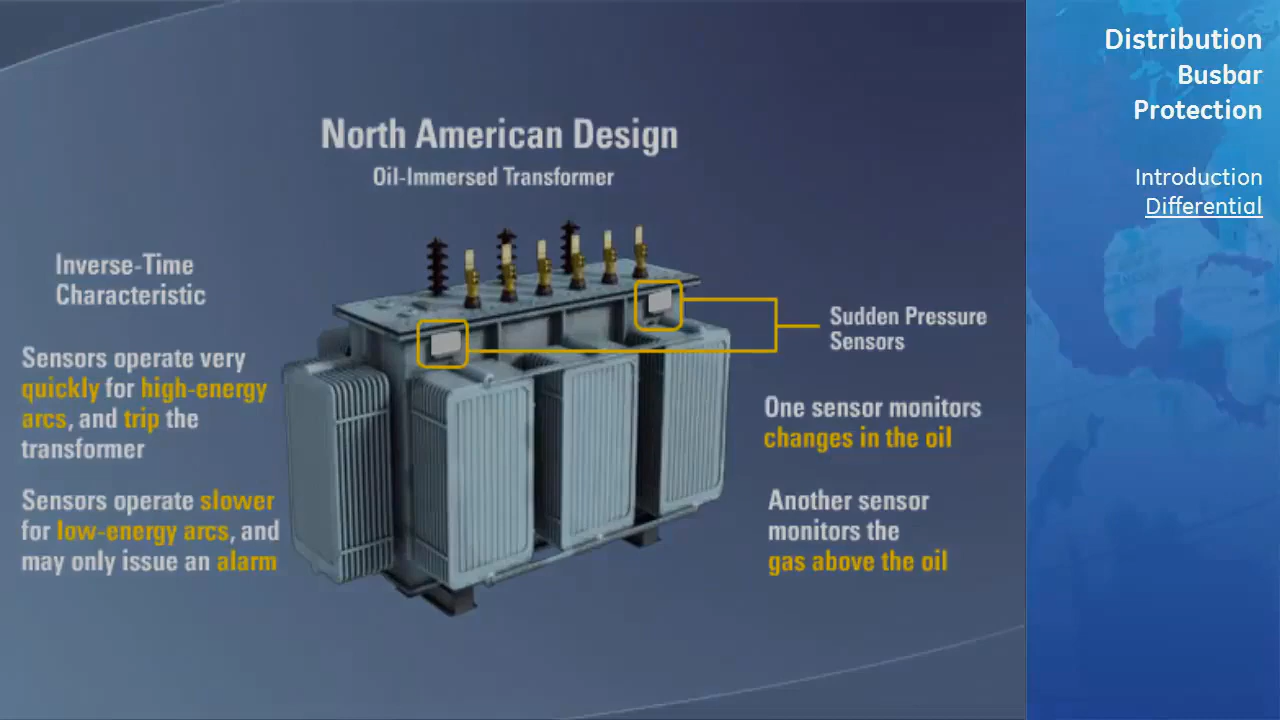 North American Design
Oil-Immersed Transformer
Inverse-Time
Characteristic
Sensors operate very
quickly for high-energy
arcs, and trip the
transformer
Sensors operate slower
for low-energy arcs, and
may only issue an alarm
Sudden Pressure
Sensors
One sensor monitors
changes in the oil
Another sensor
monitors the
gas above the oil
Distribution
Busbar
Protection
Introduction
Differential